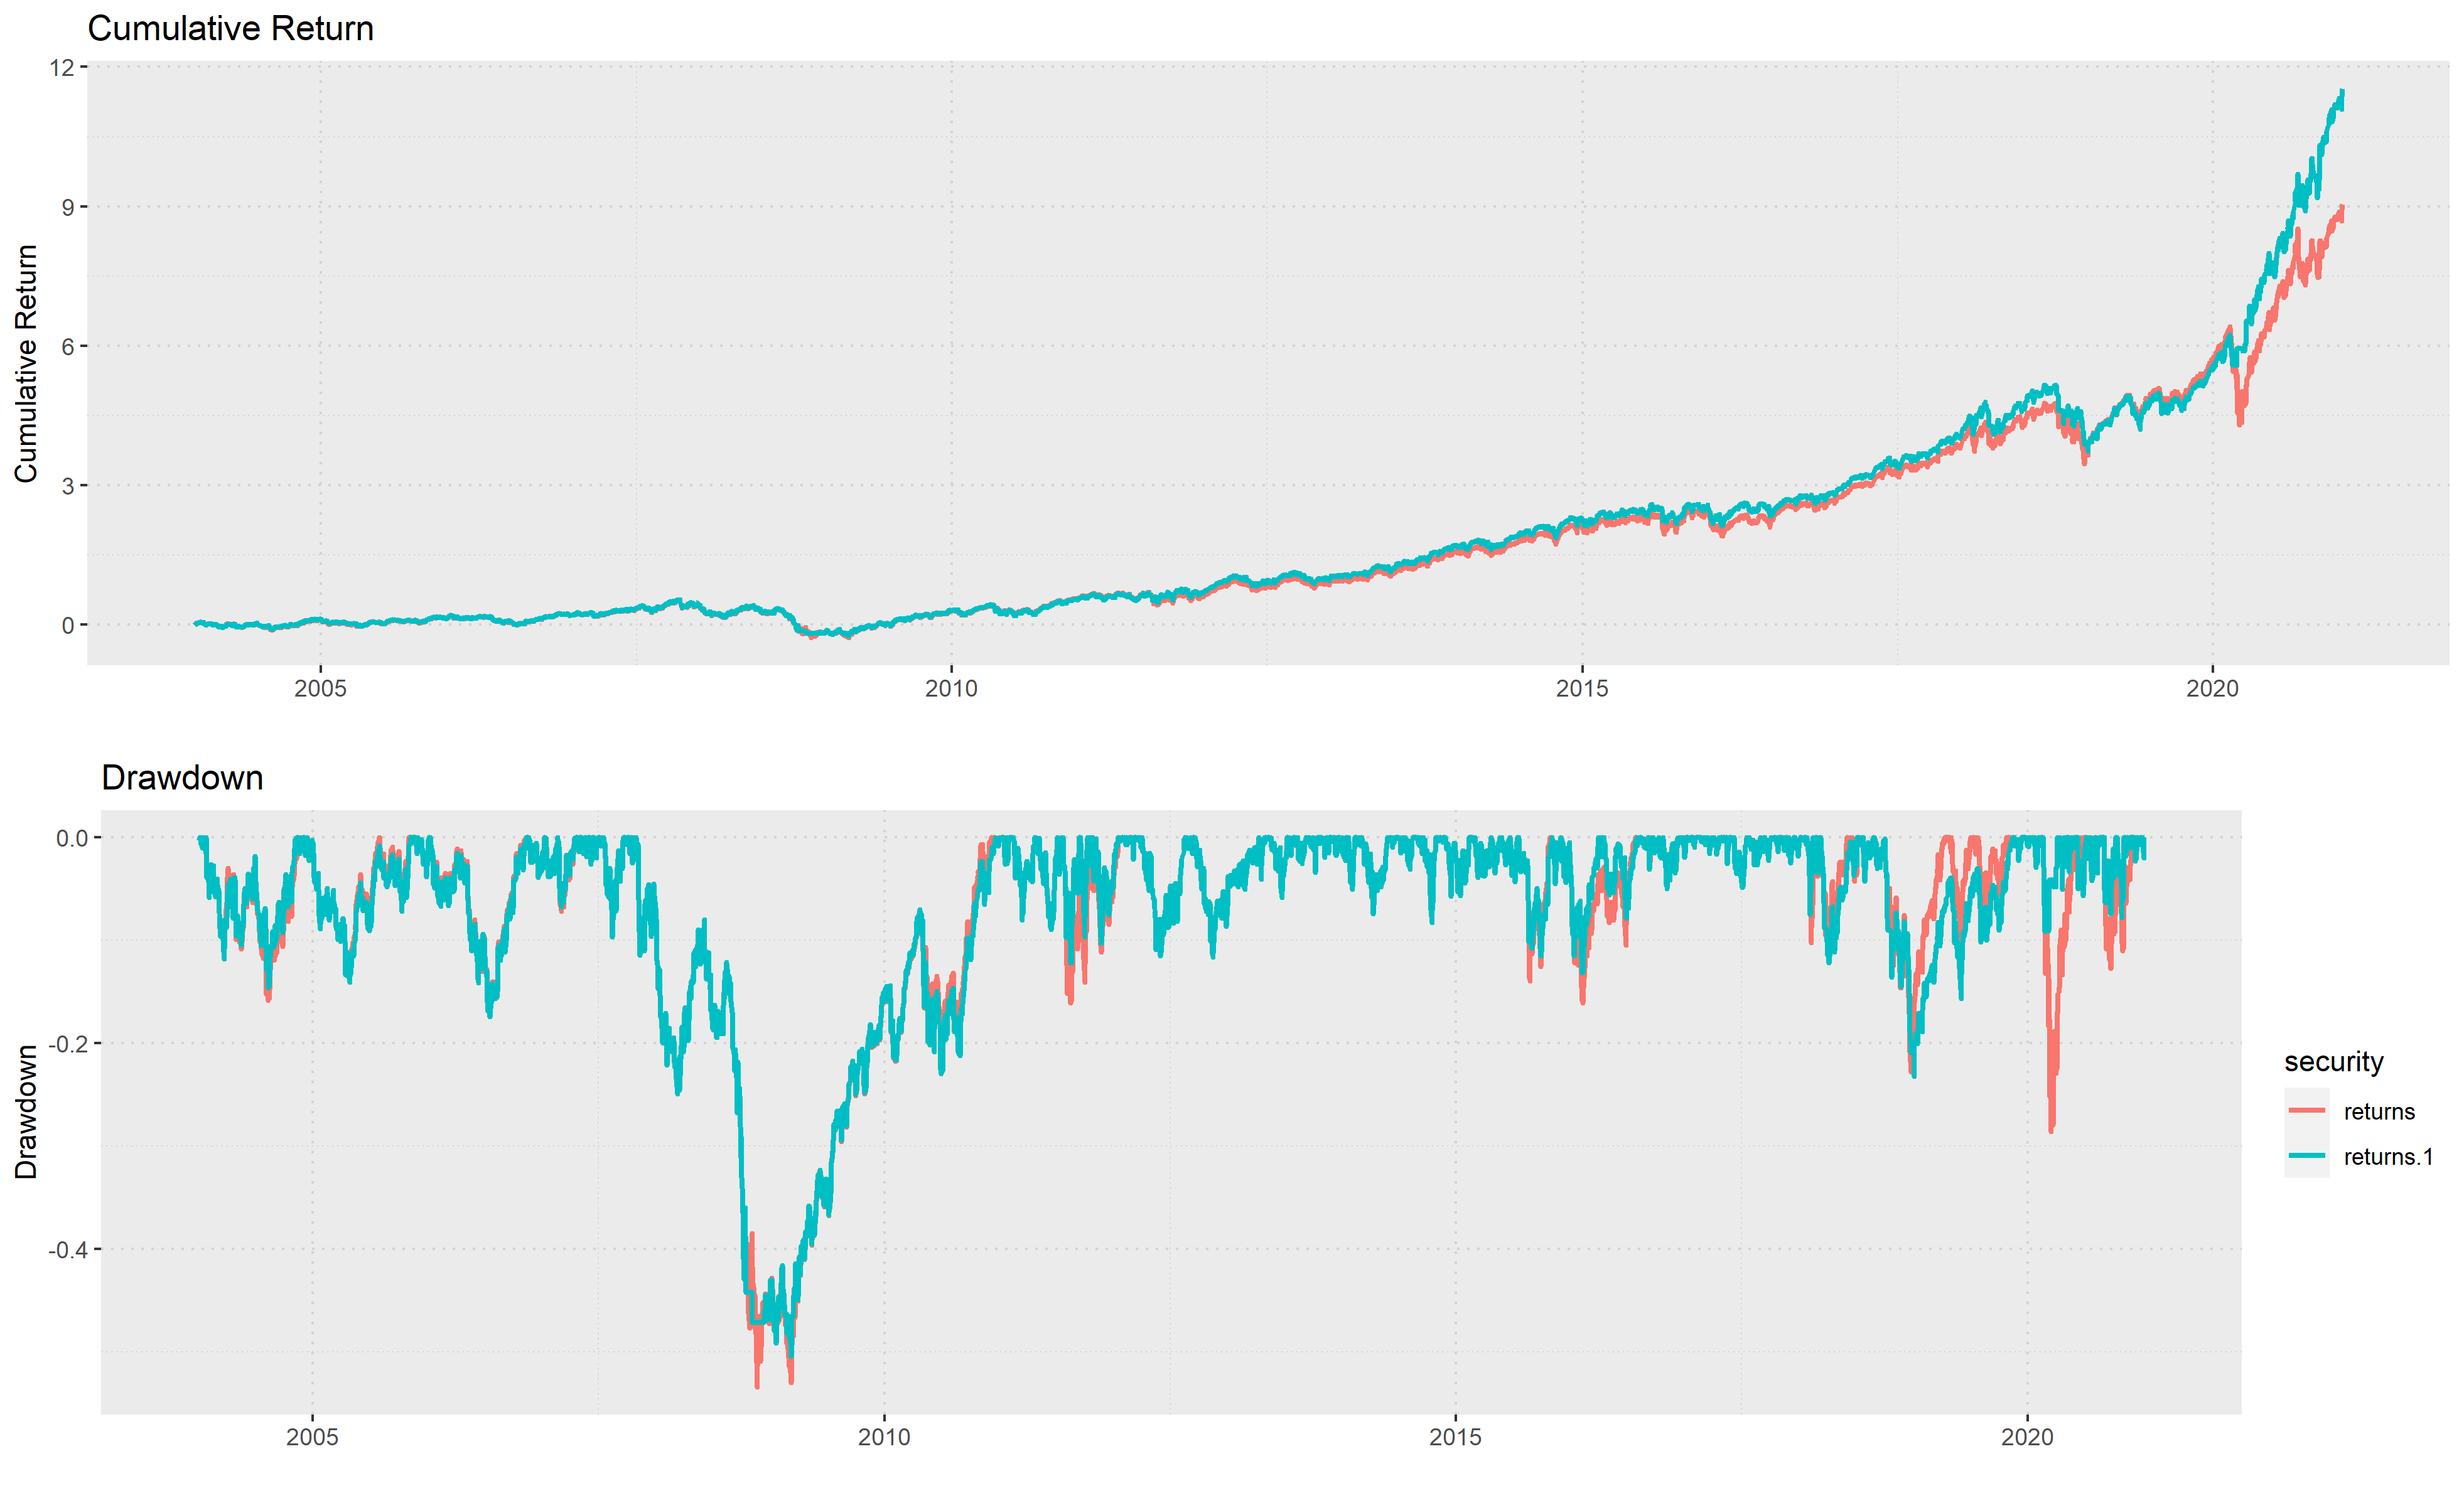 Cumulative Return
Cumulative Return
12
9
6
3
0
2005 2010 2015 2020
Drawdown
Drawdown
0.0
-0.2
-0.4
2005 2010 2015 2020
security
returns
returns.1